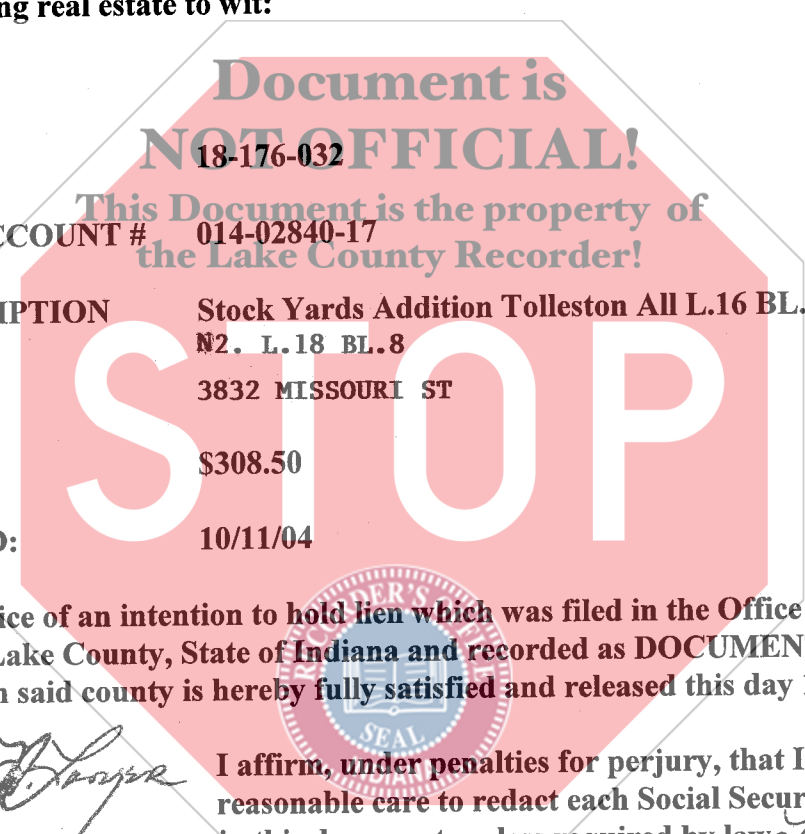 ng real estate to wit:
Document is
NOT OFFICIAL!
18-176-032
This Document is the property of
CCOUNT # 014-02840-17
the Lake County Recorder!
IPTION Stock Yards Addition Tolleston All L.16 BL.
N2. L.18 BL.8
3832 MISSOURI ST
STOP
$308.50
D: 10/11/04
RECORDER'S OFFICE
ice of an intention to hold lien which was filed in the Office
Lake County, State of Indiana and recorded as DOCUMEN
n said county is hereby fully satisfied and released this day
SEAL
I affirm, under penalties for perjury, that I
reasonable care to redact each Social Secur